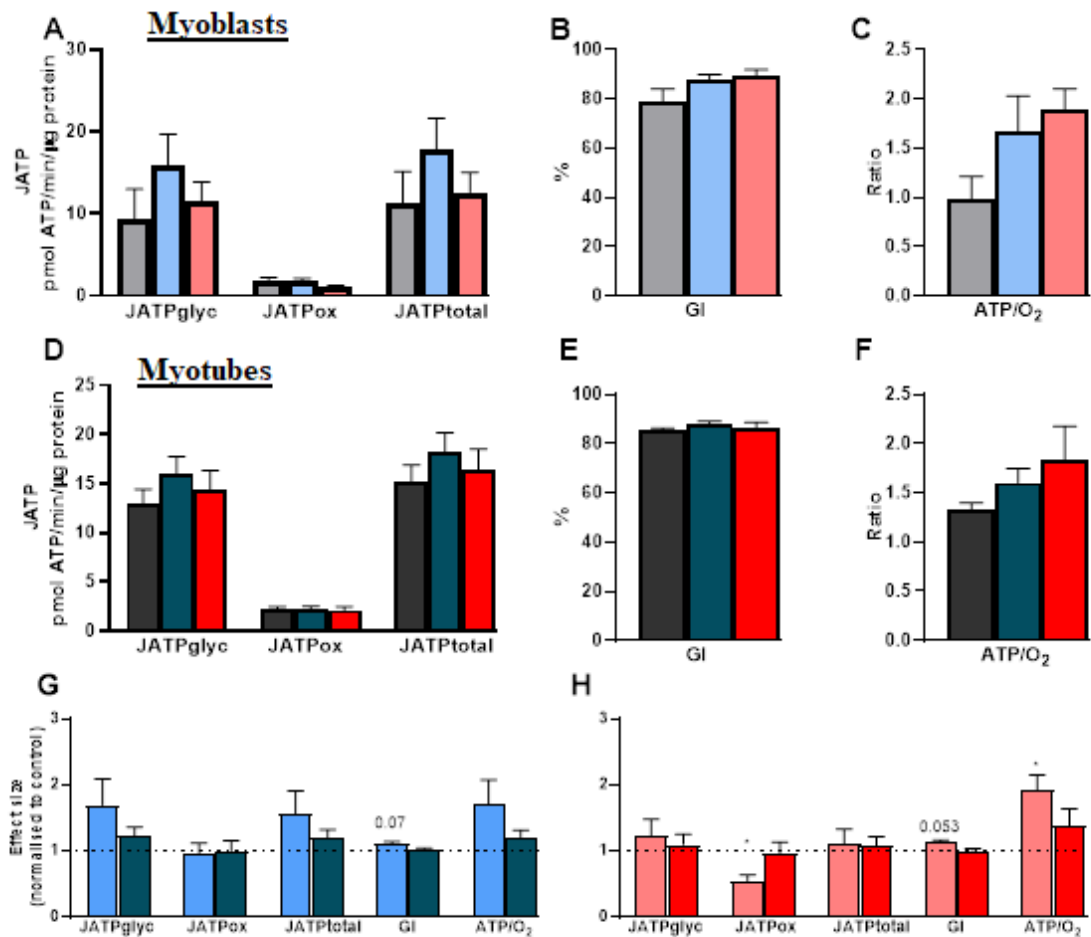 A Myoblasts
JATP
pmol ATP/min/µg protein
30
20
10
0
JATPglyc JATPox JATPtotal
B
%
100
80
60
40
20
0
GI
C
Ratio
2.5
2.0
1.5
1.0
0.5
0.0
ATP/O2
D Myotubes
JATP
pmol ATP/min/µg protein
25
20
15
10
5
0
JATPglyc JATPox JATPtotal
E
%
100
80
60
40
20
0
GI
F
Ratio
2.5
2.0
1.5
1.0
0.5
0.0
ATP/O2
G
Effect size
(normalised to control)
3
2
1
0
0.07
JATPglyc JATPox JATPtotal GI ATP/O2
H
3
2
1
0
*
0.053
*
JATPglyc JATPox JATPtotal GI ATP/O2